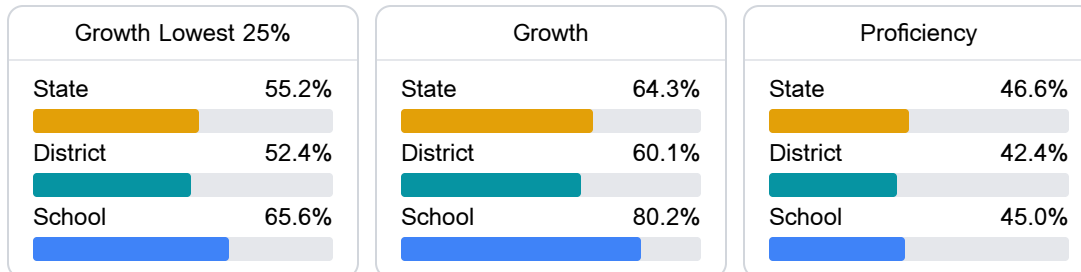 Growth Lowest 25%
State 55.2%
District 52.4%
School 65.6%
Growth
State 64.3%
District 60.1%
School 80.2%
Proficiency
State 46.6%
District 42.4%
School 45.0%